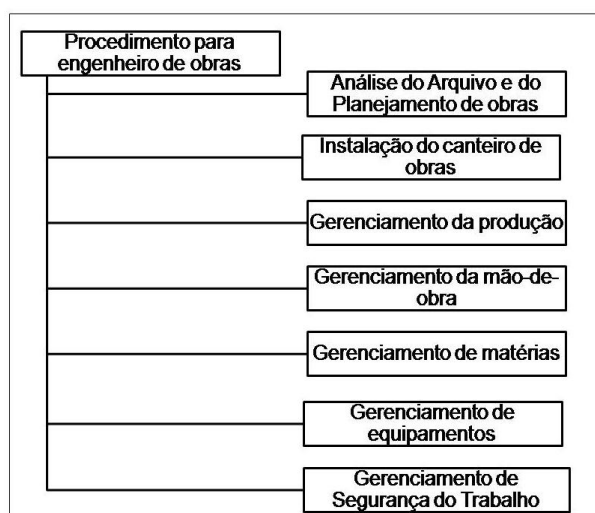 Procedimento para
engenheiro de obras
Análise do Arquivo e do
Planejamento de obras
Instalação do canteiro de
obras
Gerenciamento da produção
Gerenciamento da mão-de-
obra
Gerenciamento de matérias
Gerenciamento de
equipamentos
Gerenciamento de
Segurança do Trabalho